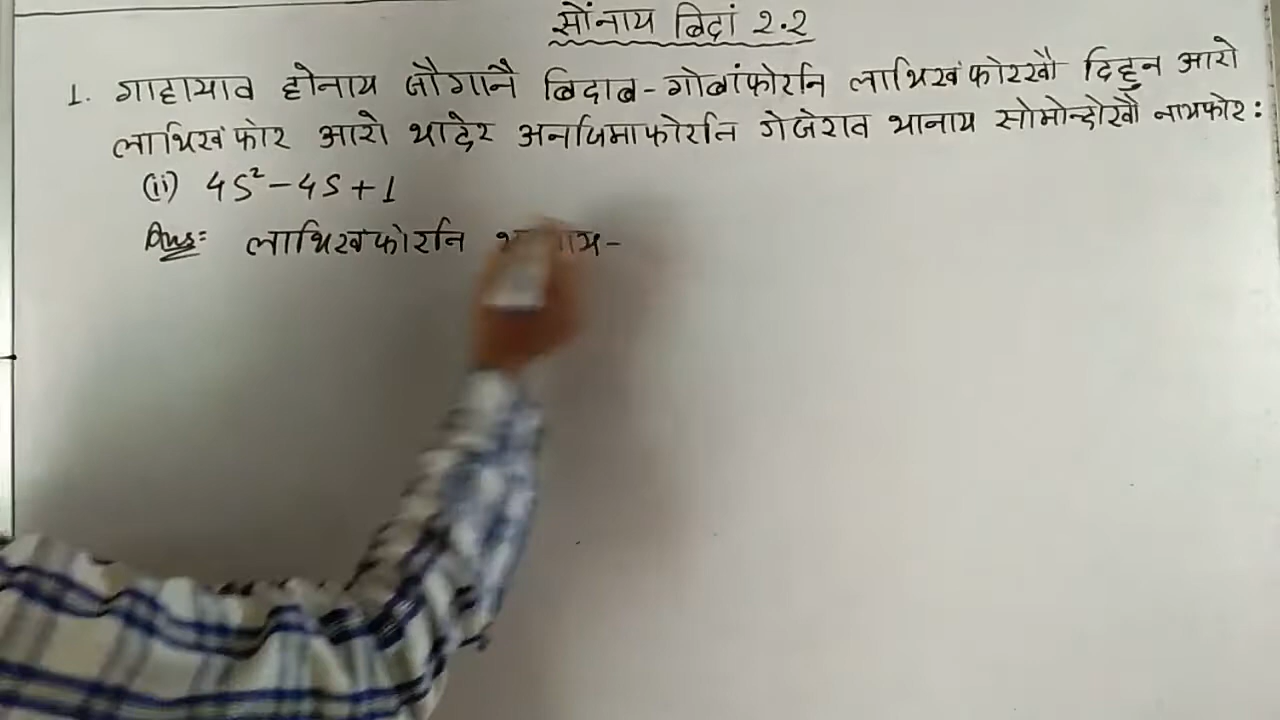 सोंनाय बिदां 2.2
1. गाहायाव होनाय जौगानै बिदाब-गोबांफोरनि लाथिखंफोरखौ दिहुन आरो
लाथिखंफोर आरो थादेर अनजिमाफोरनि गेजेराव थानाय सोमोन्दोखौ नायफोर:
(ii) 4S²-4S+1
Ans: लाथिखंफोरनि